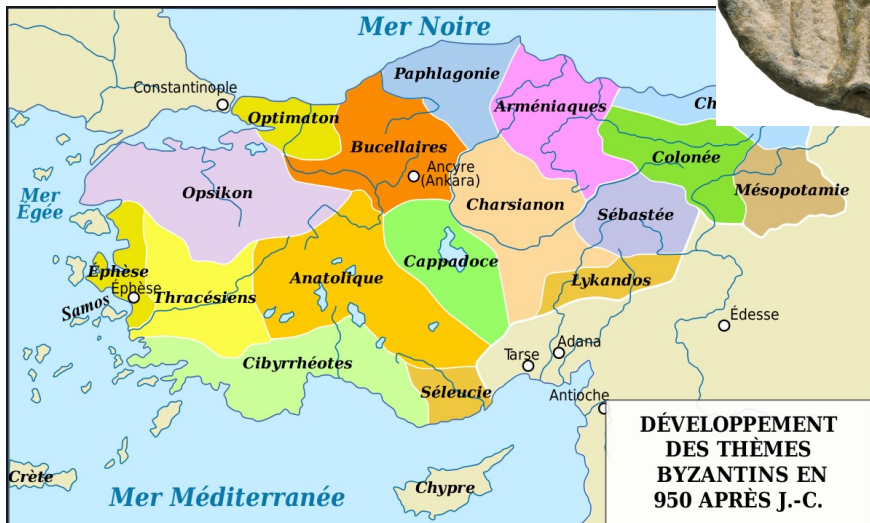 Mer Noire
Paphlagonie
Constantinople
Optimaton
Arméniaques
Ch
Bucellaires
Colonée
Ancyre
(Ankara)
Opsikon
Mer
Egée
Charsianon
Mésopotamie
Sébastée
Éphèse
Éphèse
Samos
Thracésiens
Anatolique
Cappadoce
Lykandos
Édesse
Cibyrrhéotes
Tarse
Adana
Séleucie
Antioche
Crète
Mer Méditerranée
Chypre
DÉVELOPPEMENT
DES THÈMES
BYZANTINS EN
950 APRÈS J.-C.